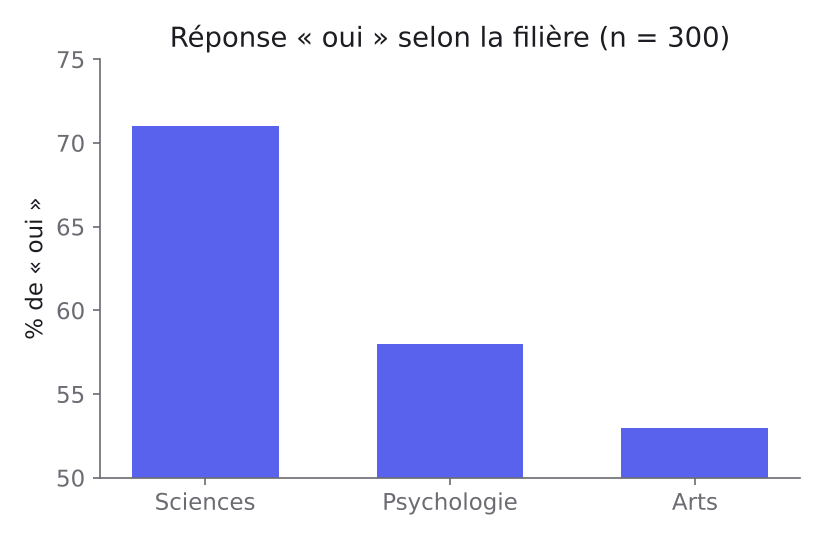 Réponse « oui » selon la filière (n = 300)
% de « oui »
75
70
65
60
55
50
Sciences
Psychologie
Arts